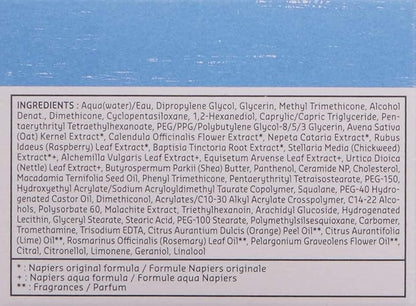 INGREDIENTS : Aqua(water)/Eau, Dipropylene Glycol, Glycerin, Methyl Trimethicone, Alcohol
Denat., Dimethicone, Cyclopentasiloxane, 1,2-Hexanediol, Caprylic/Capric Triglyceride, Pen-
taerythrityl Tetraethylhexanoate, PEG/PPG/Polybutylene Glycol-8/5/3 Glycerin, Avena Sativa
(Oat) Kernel Extract*, Calendula Officinalis Flower Extract*, Nepeta Cataria Extract*, Rubus
Idaeus (Raspberry) Leaf Extract*, Baptisia Tinctoria Root Extract*, Stellaria Media (Chickweed)
Extract*+, Alchemilla Vulgaris Leaf Extract+, Equisetum Arvense Leaf Extract+, Urtica Dioica
(Nettle) Leaf Extract+, Butyrospermum Parkii (Shea) Butter, Panthenol, Ceramide NP, Cholesterol,
Macadamia Ternifolia Seed Oil, Phenyl Trimethicone, Pentaerythrityl Tetraisostearate, PEG-150,
Hydroxyethyl Acrylate/Sodium Acryloyldimethyl Taurate Copolymer, Squalane, PEG-40 Hydro-
genated Castor Oil, Dimethiconol, Acrylates/C10-30 Alkyl Acrylate Crosspolymer, C14-22 Alco-
hols, Polysorbate 60, Malachite Extract, Triethylhexanoin, Arachidyl Glucoside, Hydrogenated
Lecithin, Glyceryl Stearate, Stearic Acid, PEG-100 Stearate, Polymethylsilsesquioxane, Carbomer,
Tromethamine, Trisodium EDTA, Citrus Aurantium Dulcis (Orange) Peel Oil**, Citrus Aurantifolia
(Lime) Oil**, Rosmarinus Officinalis (Rosemary) Leaf Oil**, Pelargonium Graveolens Flower Oil**,
Citral, Citronellol, Limonene, Geraniol, Linalool
* : Napiers original formula / Formule Napiers originale
+ : Napiers aqua formula / Formule aqua Napiers
** : Fragrances / Parfum